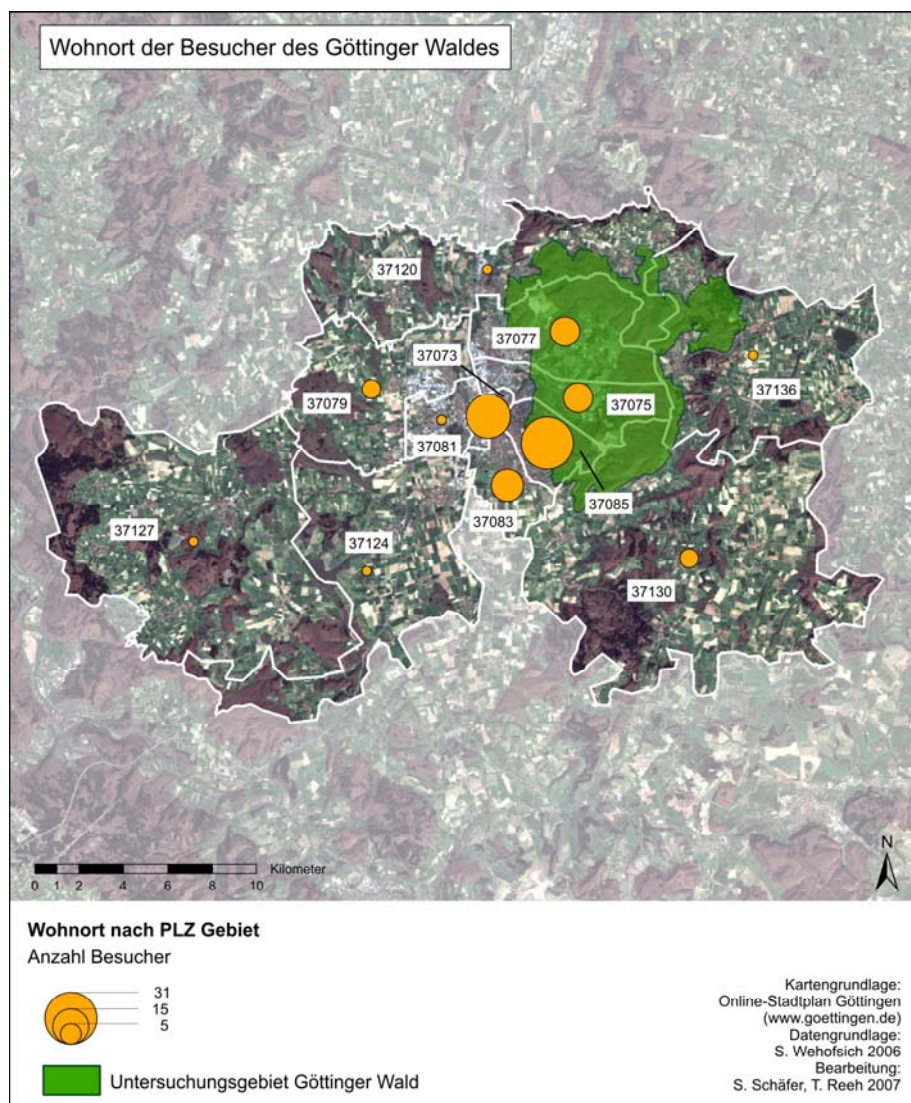 Wohnort der Besucher des Göttinger Waldes
37120
37077
37073
37079
37075
37136
37081
37085
37083
37127
37124
37130
N
Kilometer
0 1 2 4 6 8 10
Wohnort nach PLZ Gebiet
Anzahl Besucher
31
15
5
Untersuchungsgebiet Göttinger Wald
Kartengrundlage:
Online-Stadtplan Göttingen
(www.goettingen.de)
Datengrundlage:
S. Wehofsich 2006
Bearbeitung:
S. Schäfer, T. Reeh 2007